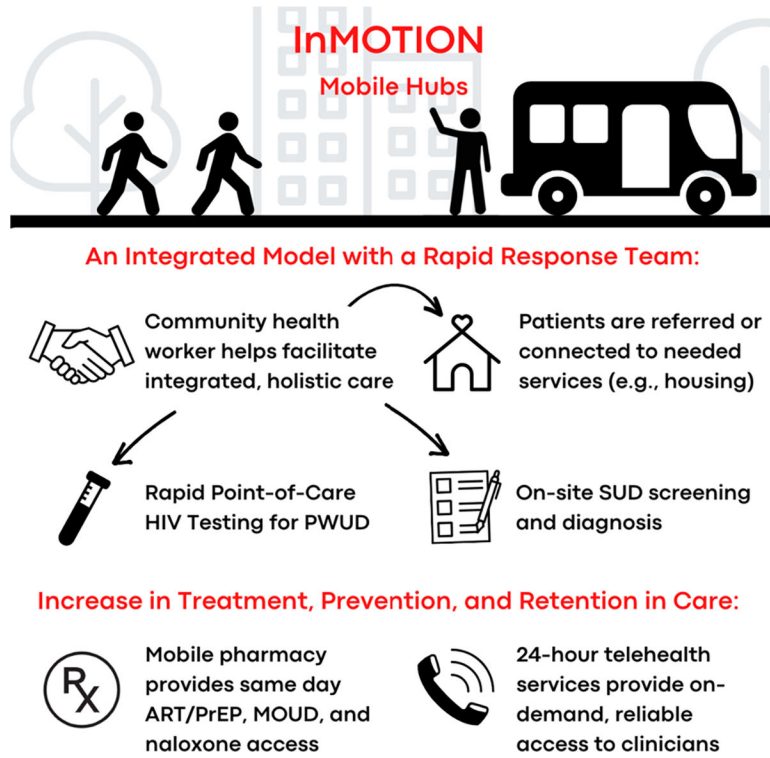 InMOTION
Mobile Hubs
An Integrated Model with a Rapid Response Team:
Community health
worker helps facilitate
integrated, holistic care
Patients are referred or
connected to needed
services (e.g., housing)
Rapid Point-of-Care
HIV Testing for PWUD
On-site SUD screening
and diagnosis
Increase in Treatment, Prevention, and Retention in Care:
Rx
Mobile pharmacy
provides same day
ART/PrEP, MOUD, and
naloxone access
24-hour telehealth
services provide on-
demand, reliable
access to clinicians